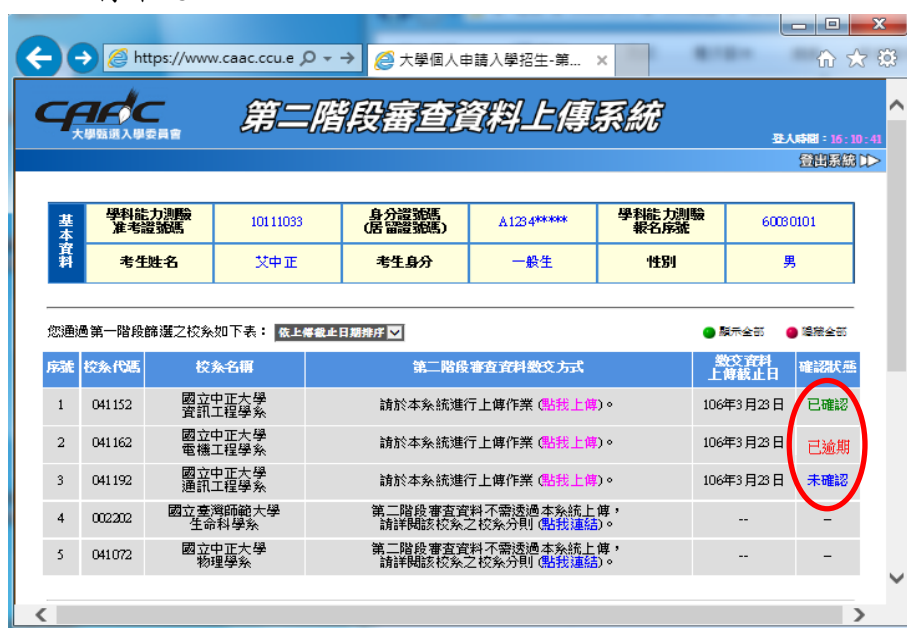 https://www.caac.ccu.e
大學個人申請入學招生-第...
caac
大學甄選入學委員會
第二階段審查資料上傳系統
登入時間：16:10:41
登出系統
基本資料
學科能力測驗
准考證號碼
10111033
身分證號碼
(居留證號碼)
A1234*****
學科能力測驗
報名序號
60030101
考生姓名
艾中正
考生身分
一般生
性別
男
您通過第一階段篩選之校系如下表：
依上傳截止日期排序
顯示全部
隱藏全部
序號
校系代碼
校系名稱
第二階段審查資料繳交方式
繳交資料
上傳截止日
確認狀態
1
041152
國立中正大學
資訊工程學系
請於本系統進行上傳作業 (點我上傳)。
106年3月23日
已確認
2
041162
國立中正大學
電機工程學系
請於本系統進行上傳作業 (點我上傳)。
106年3月23日
已逾期
3
041192
國立中正大學
通訊工程學系
請於本系統進行上傳作業 (點我上傳)。
106年3月23日
未確認
4
002202
國立臺灣師範大學
生命科學系
第二階段審查資料不需透過本系統上傳，
請詳閱該校系之校系分則 (點我連結)。
--
–
5
041072
國立中正大學
物理學系
第二階段審查資料不需透過本系統上傳，
請詳閱該校系之校系分則 (點我連結)。
--
–